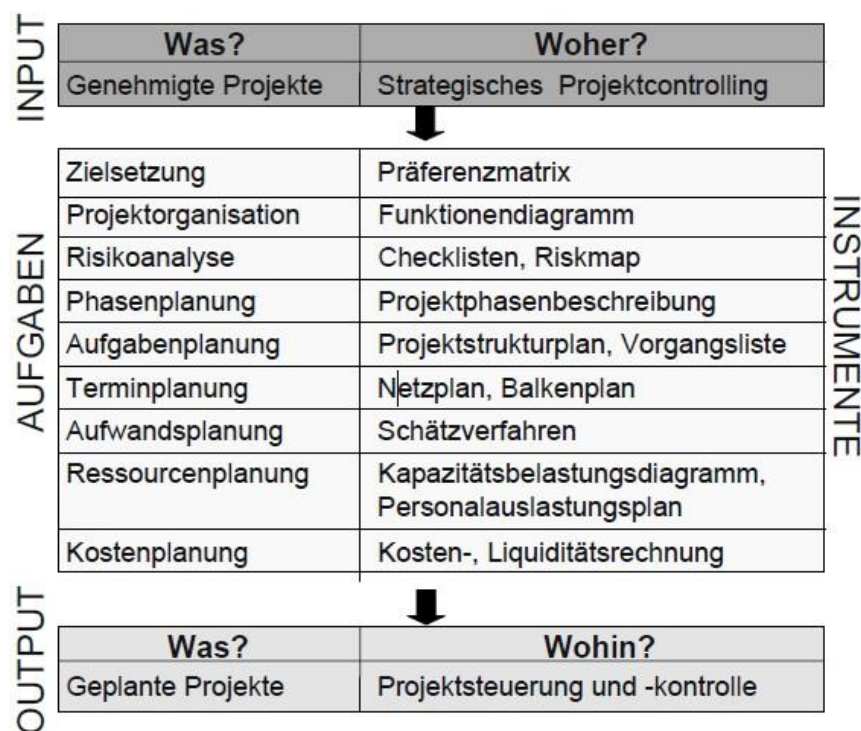 INPUT
Was? Woher?
Genehmigte Projekte Strategisches Projektcontrolling
AUFGABEN
INSTRUMENTE
Zielsetzung Präferenzmatrix
Projektorganisation Funktionendiagramm
Risikoanalyse Checklisten, Riskmap
Phasenplanung Projektphasenbeschreibung
Aufgabenplanung Projektstrukturplan, Vorgangsliste
Terminplanung Netzplan, Balkenplan
Aufwandsplanung Schätzverfahren
Ressourcenplanung Kapazitätsbelastungsdiagramm,
Personalauslastungsplan
Kostenplanung Kosten-, Liquiditätsrechnung
OUTPUT
Was? Wohin?
Geplante Projekte Projektsteuerung und -kontrolle